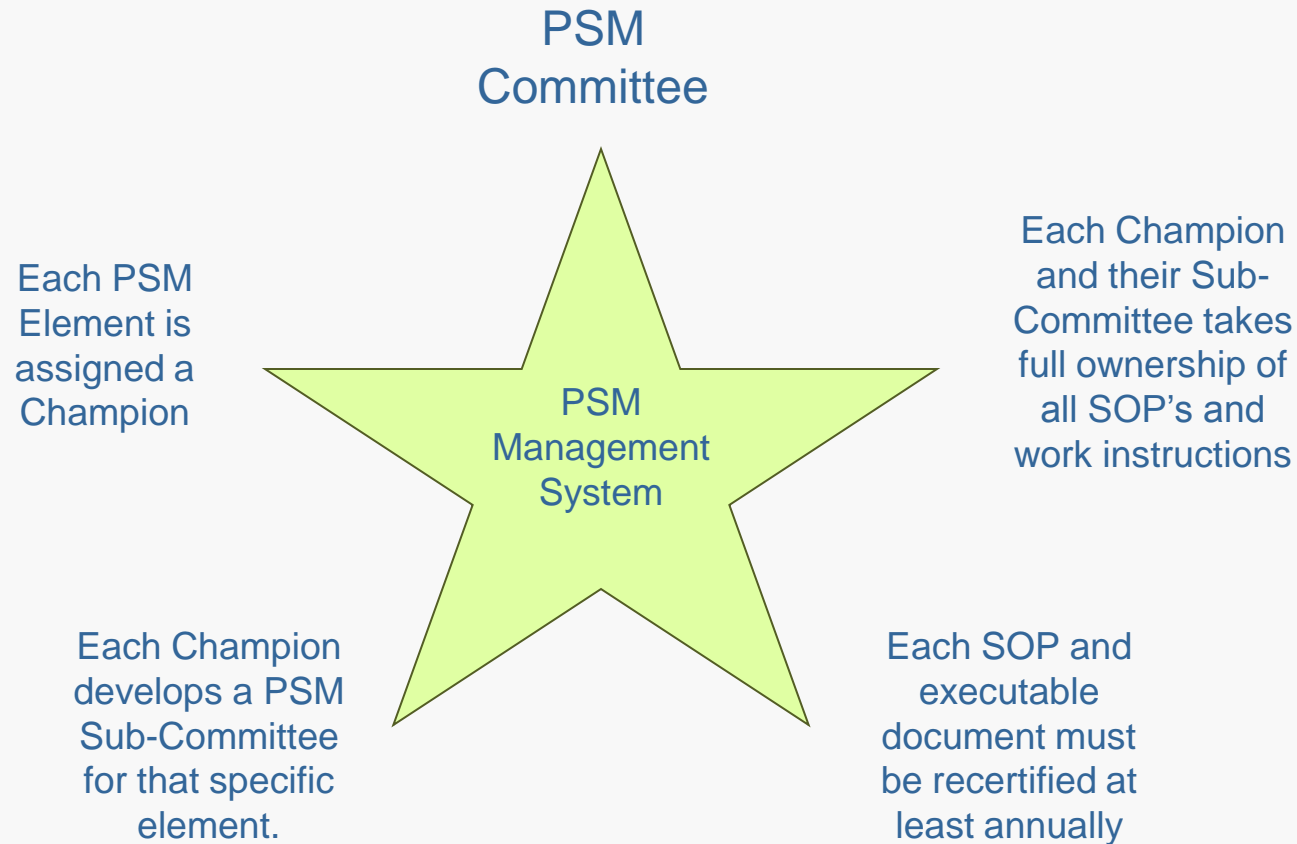 PSM
Committee
Each PSM
Element is
assigned a
Champion
Each Champion
and their Sub-
Committee takes
full ownership of
all SOP’s and
work instructions
PSM
Management
System
Each Champion
develops a PSM
Sub-Committee
for that specific
element.
Each SOP and
executable
document must
be recertified at
least annually